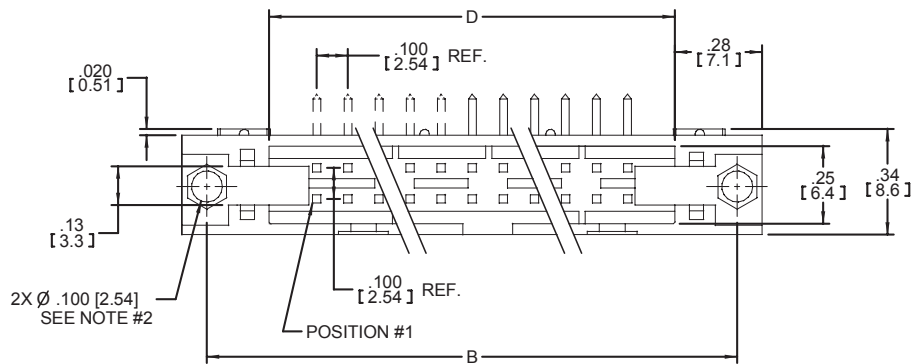 D
.100
[2.54] REF.
.28
[7.1]
.020
[0.51]
.25
[6.4]
.34
[8.6]
.13
[3.3]
.100
[2.54] REF.
2X Ø .100 [2.54]
SEE NOTE #2
POSITION #1
B